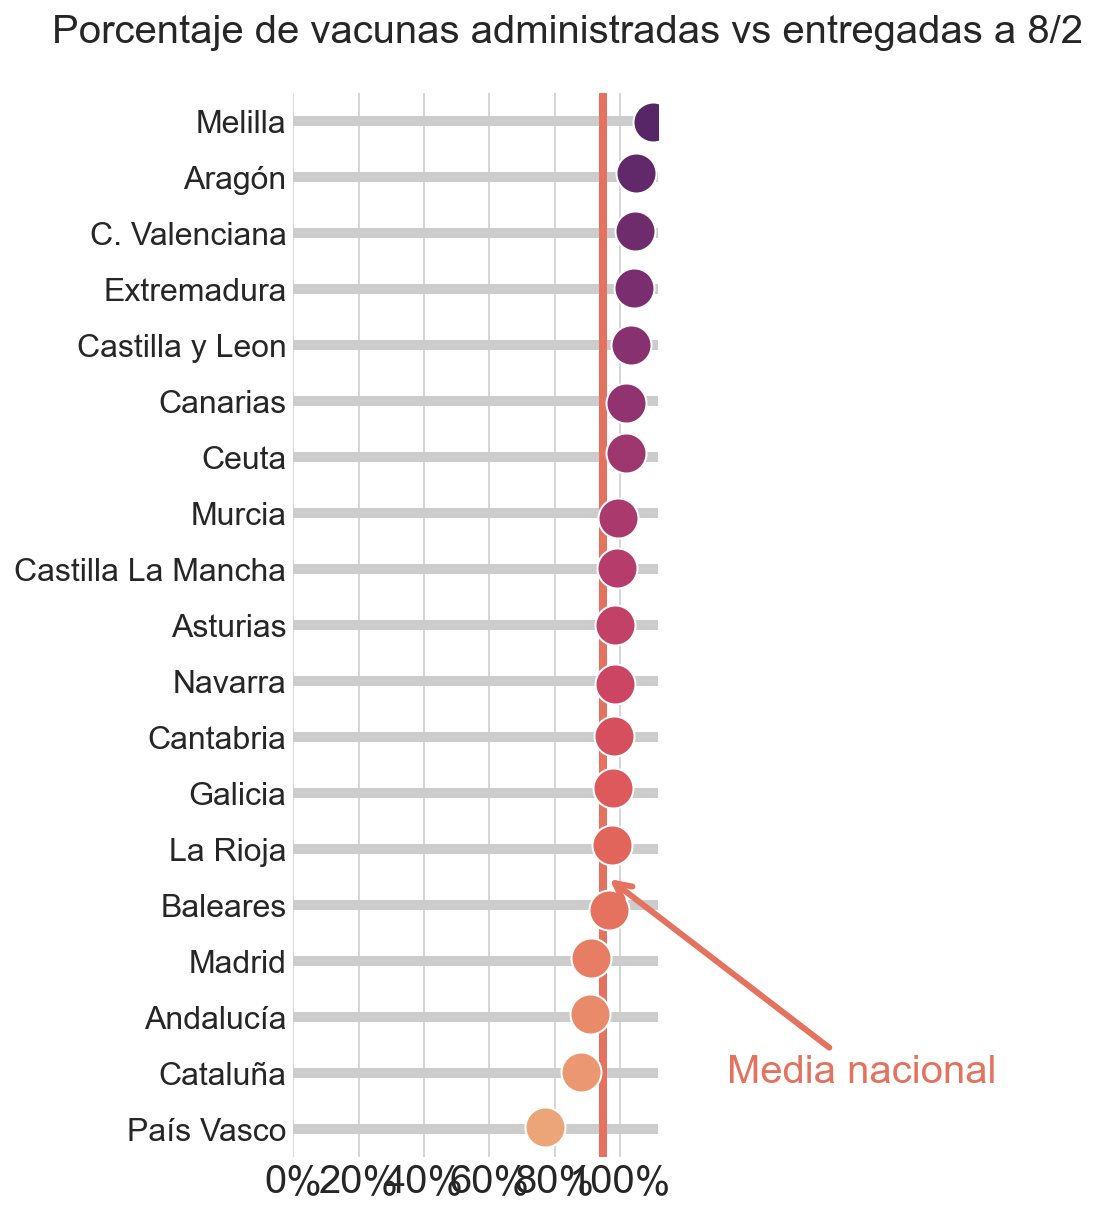 Porcentaje de vacunas administradas vs entregadas a 8/2
Melilla
Aragón
C. Valenciana
Extremadura
Castilla y Leon
Canarias
Ceuta
Murcia
Castilla La Mancha
Asturias
Navarra
Cantabria
Galicia
La Rioja
Baleares
Madrid
Andalucía
Cataluña
País Vasco
Media nacional
0% 20% 40% 60% 80% 100%